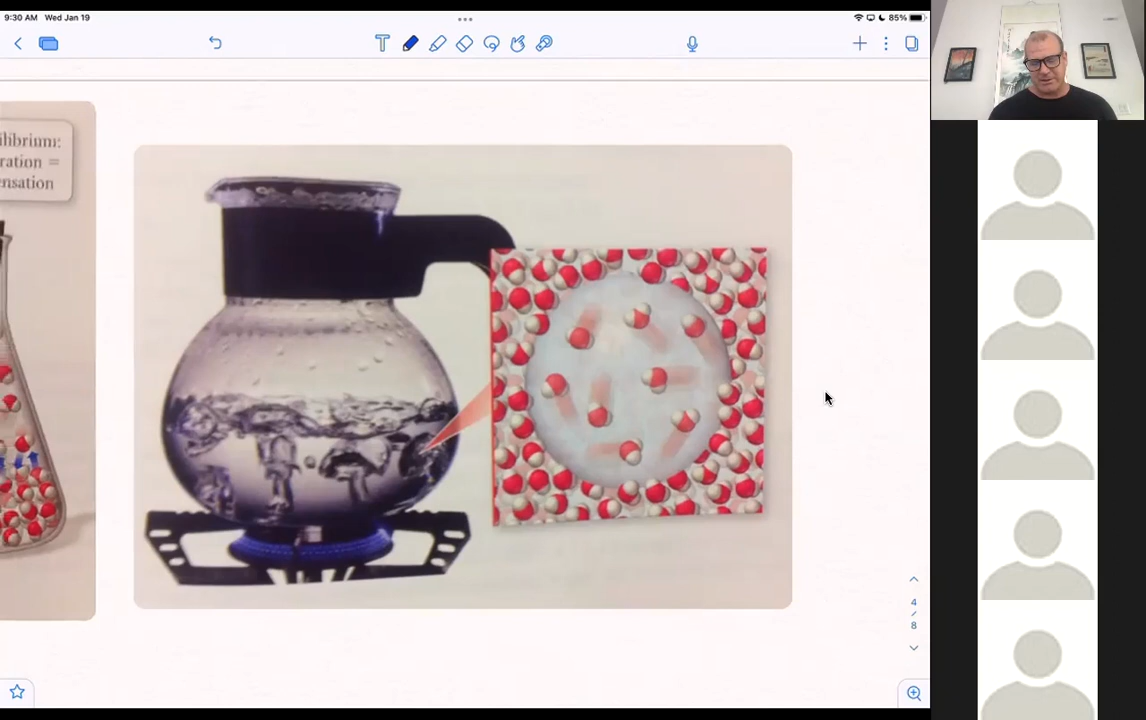 9:30 AM Wed Jan 19
85%
ilibrium:
ration =
ensation
4
/
8